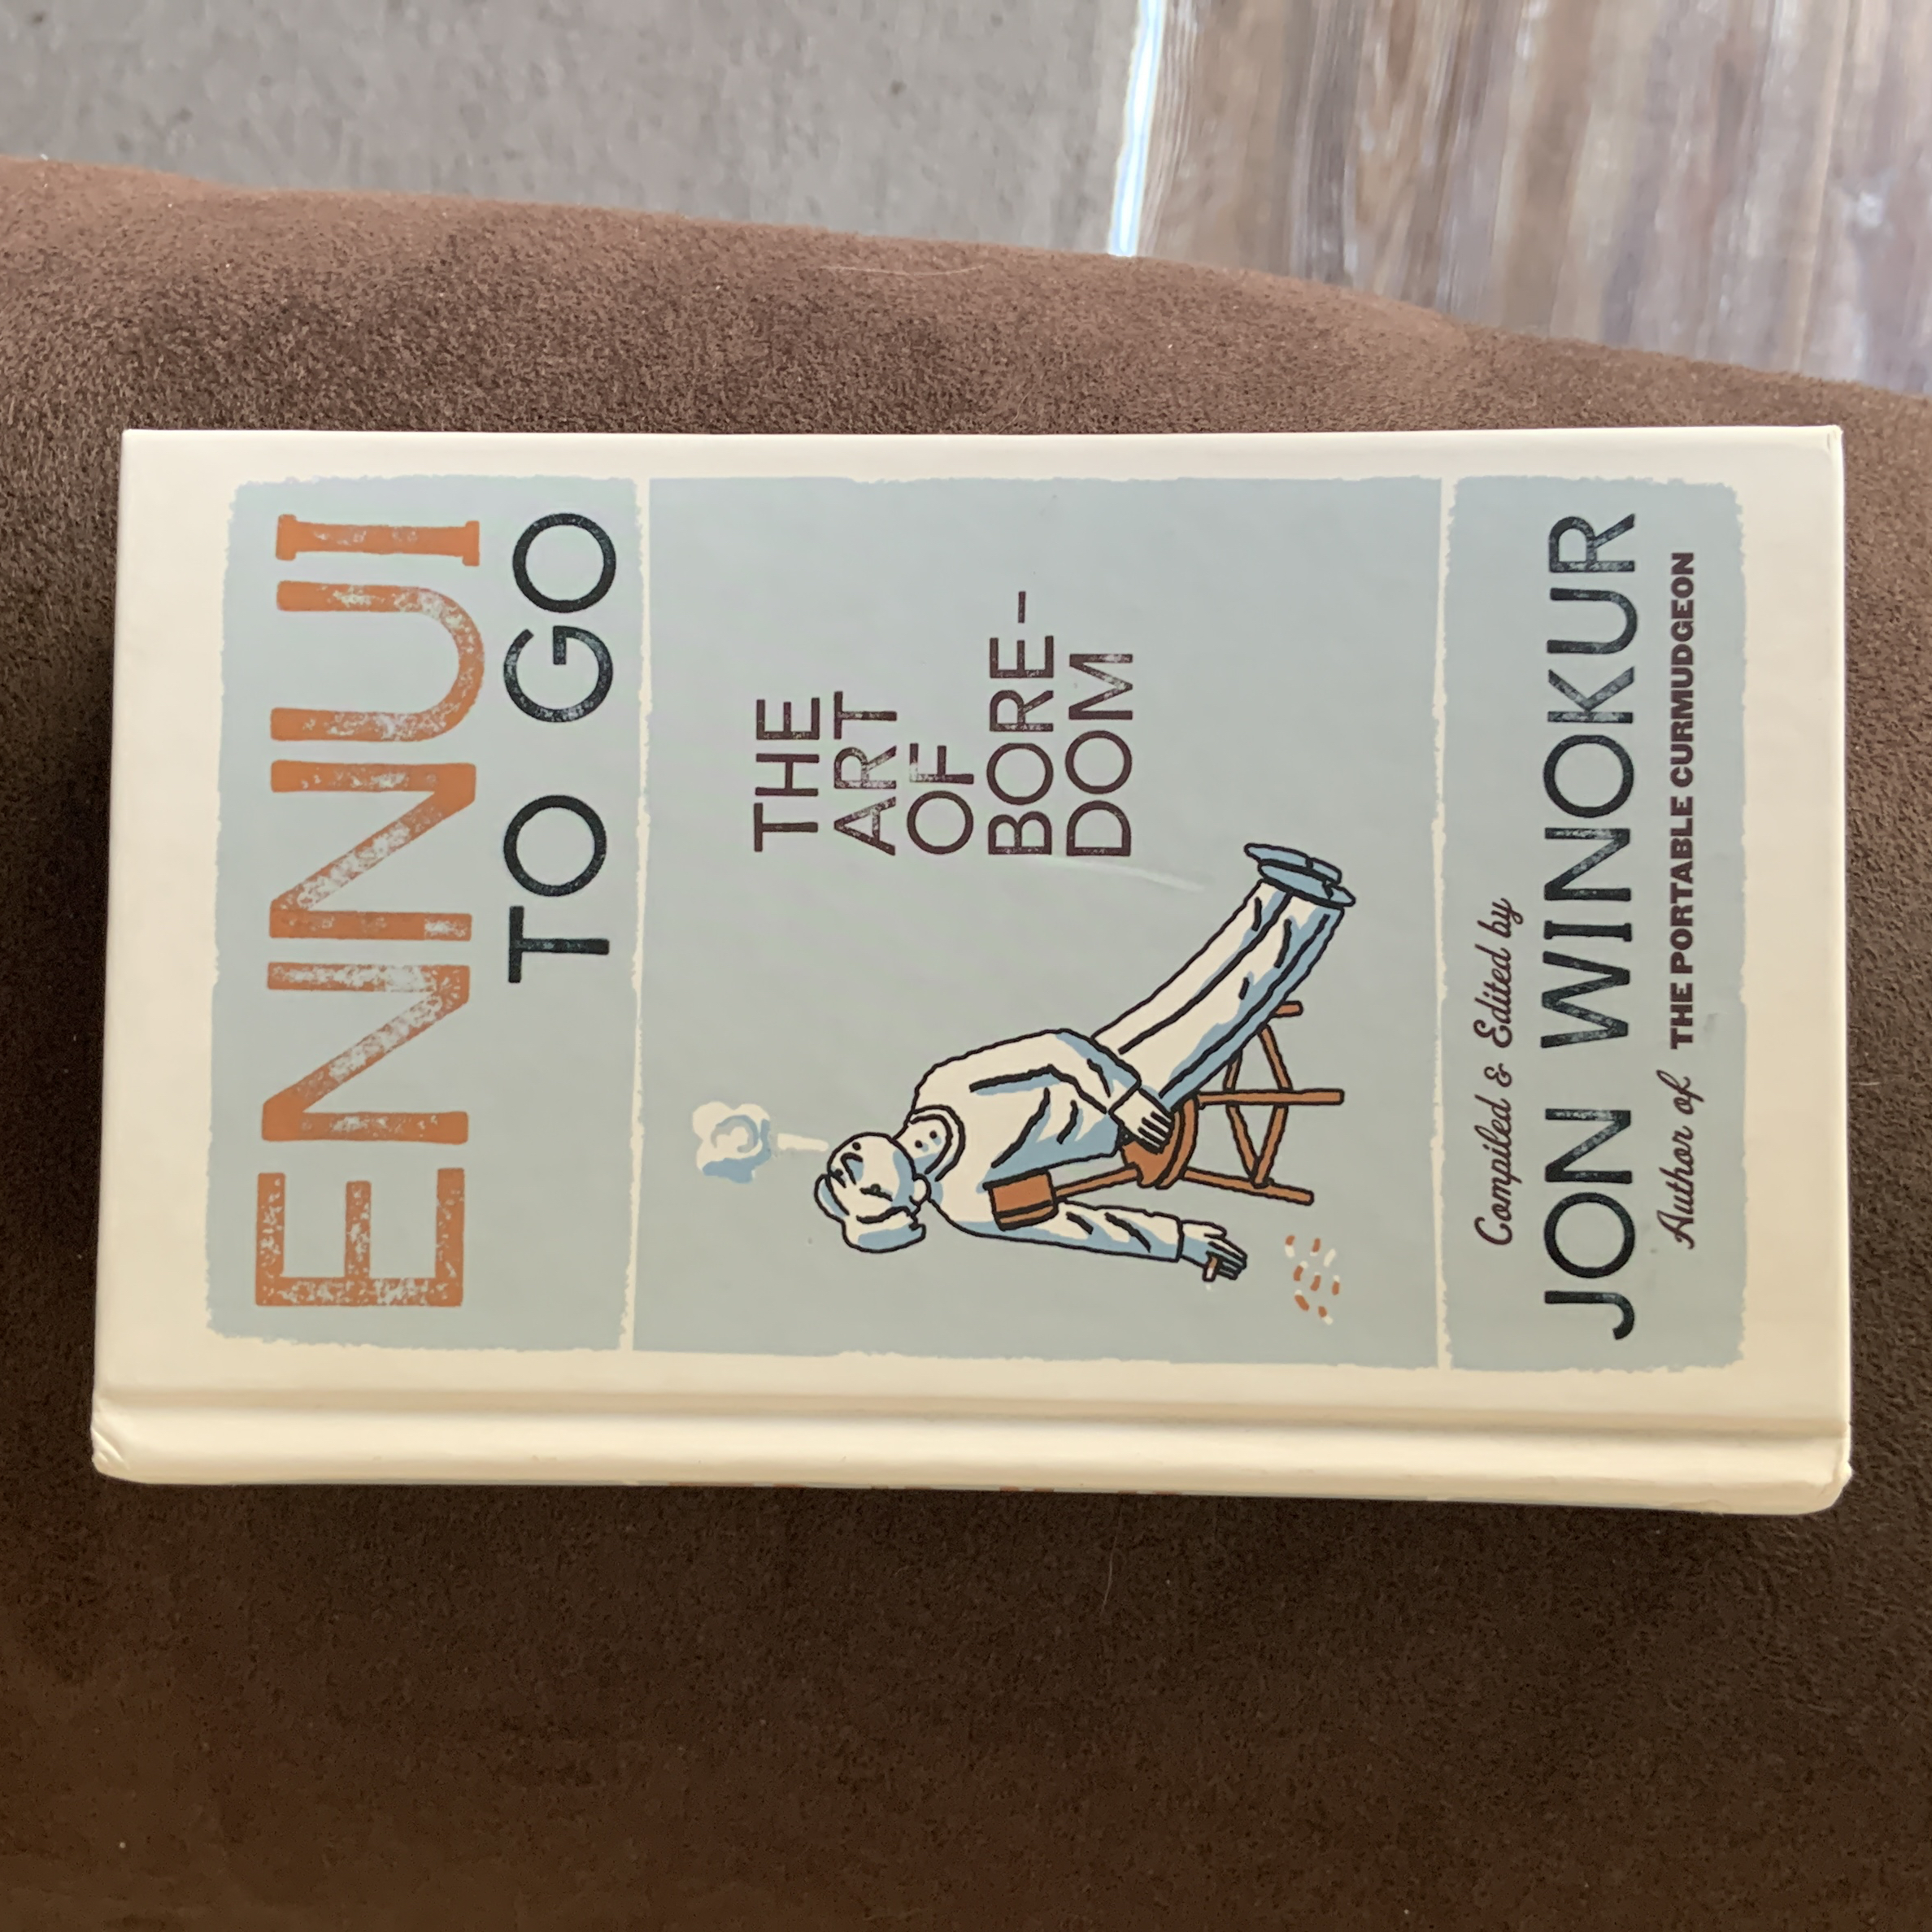 ENNUI
TO GO
THE
ART
OF
BORE-
DOM
Compiled & Edited by
JON WINOKUR
Author of THE PORTABLE CURMUDGEON